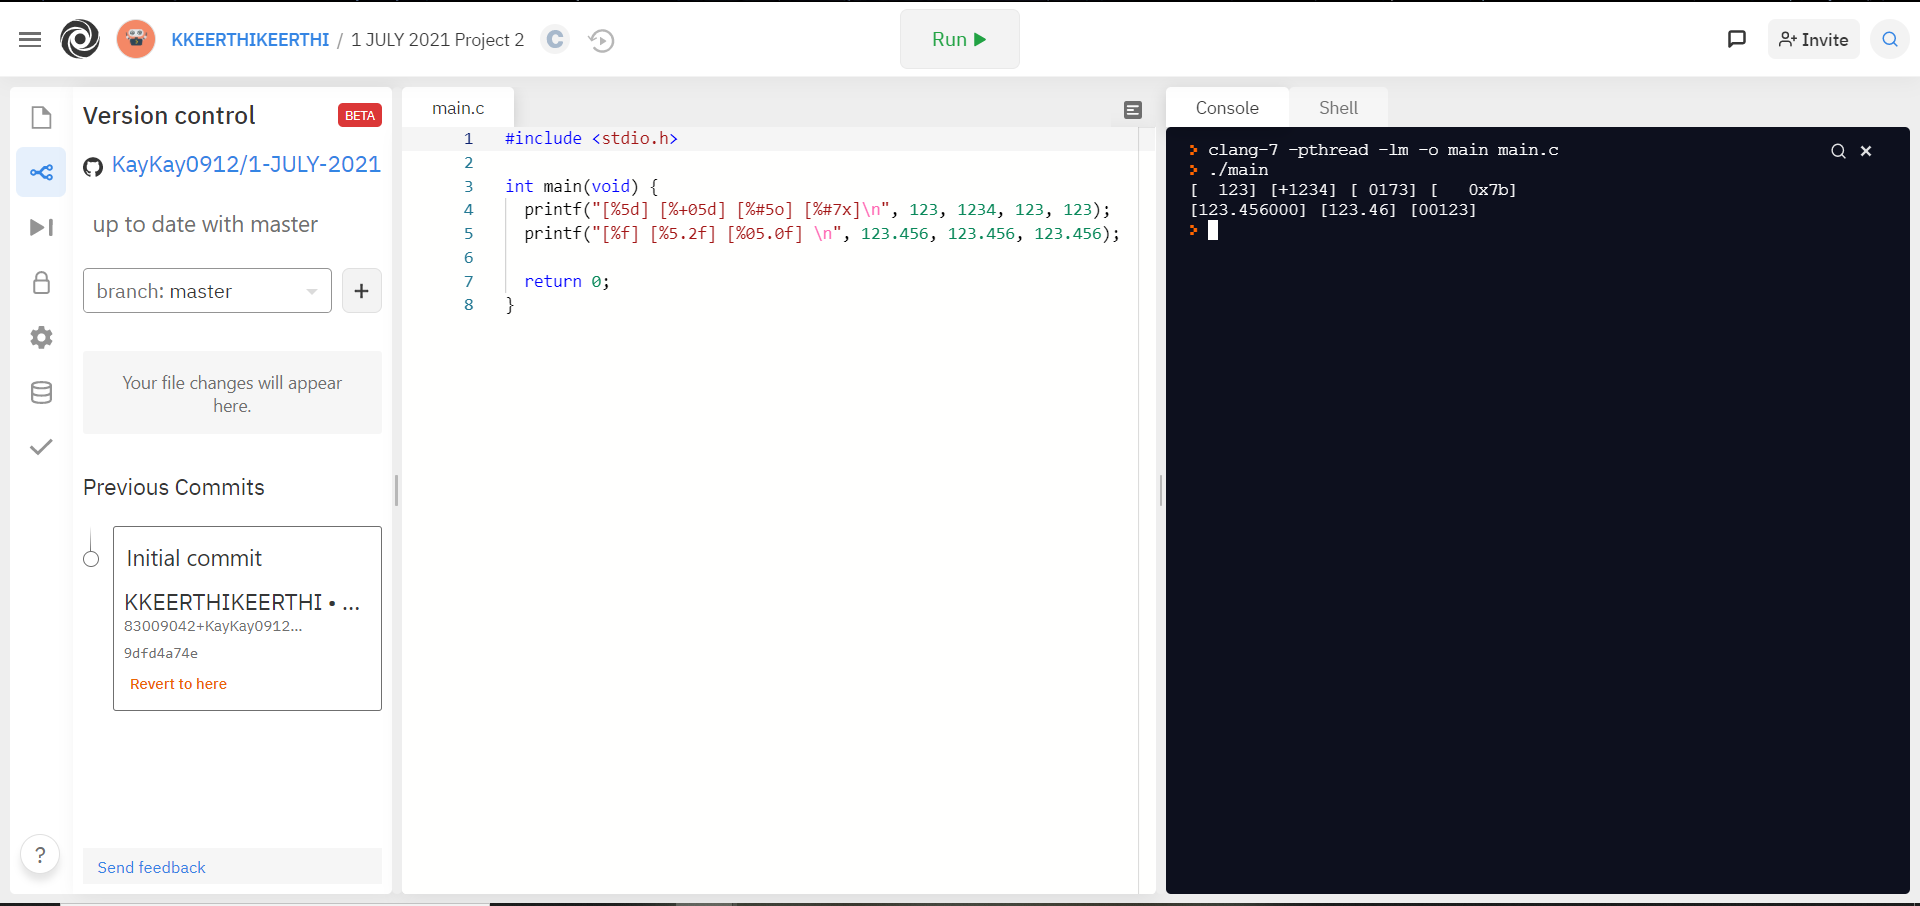 KKEERTHIKEERTHI / 1 JULY 2021 Project 2 C
Run
Invite
Version control BETA
KayKay0912/1-JULY-2021
up to date with master
branch: master +
Your file changes will appear
here.
Previous Commits
Initial commit
KKEERTHIKEERTHI • ...
83009042+KayKay0912...
9dfd4a74e
Revert to here
?
Send feedback
main.c
1 #include <stdio.h>
2
3 int main(void) {
4   printf("[%5d] [%+05d] [%#5o] [%#7x]\n", 123, 1234, 123, 123);
5   printf("[%f] [%5.2f] [%05.0f] \n", 123.456, 123.456, 123.456);
6
7   return 0;
8 }
Console Shell
> clang-7 -pthread -lm -o main main.c
> ./main
[  123] [+1234] [ 0173] [   0x7b]
[123.456000] [123.46] [00123]
>